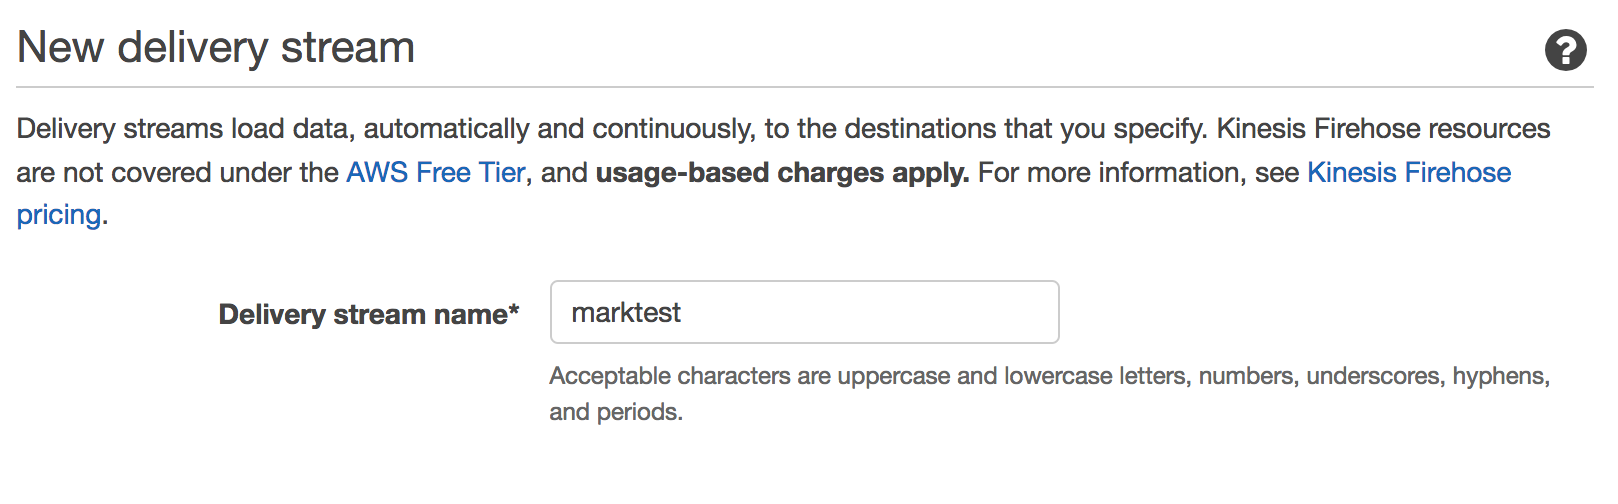 New delivery stream
?
Delivery streams load data, automatically and continuously, to the destinations that you specify. Kinesis Firehose resources
are not covered under the AWS Free Tier, and usage-based charges apply. For more information, see Kinesis Firehose
pricing.
Delivery stream name* marktest
Acceptable characters are uppercase and lowercase letters, numbers, underscores, hyphens,
and periods.